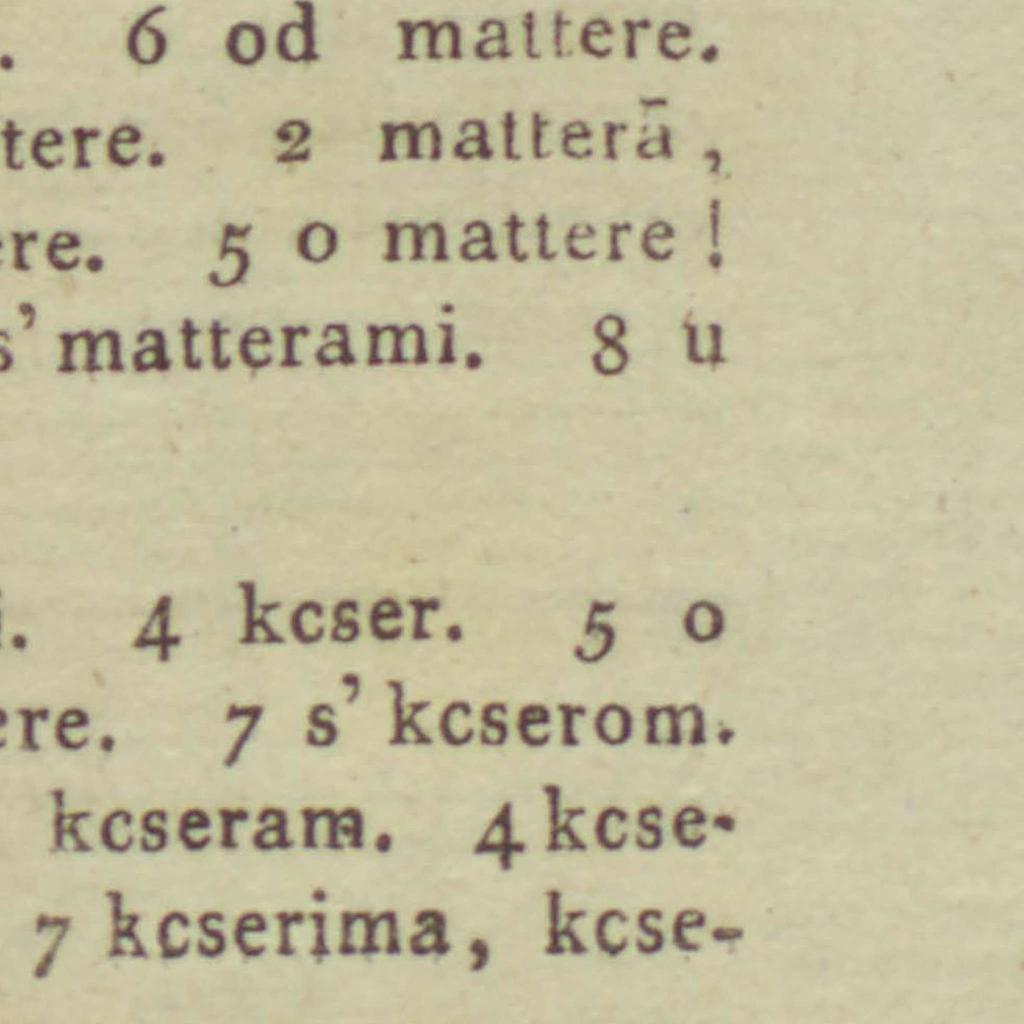 . 6 od mattere.
tere. 2 matterā,
ere. 5 o mattere!
s' matterami. 8 u
i. 4 kcser. 5 o
ere. 7 s' kcserom.
kcseram. 4 kcse-
7 kcserima, kcse-